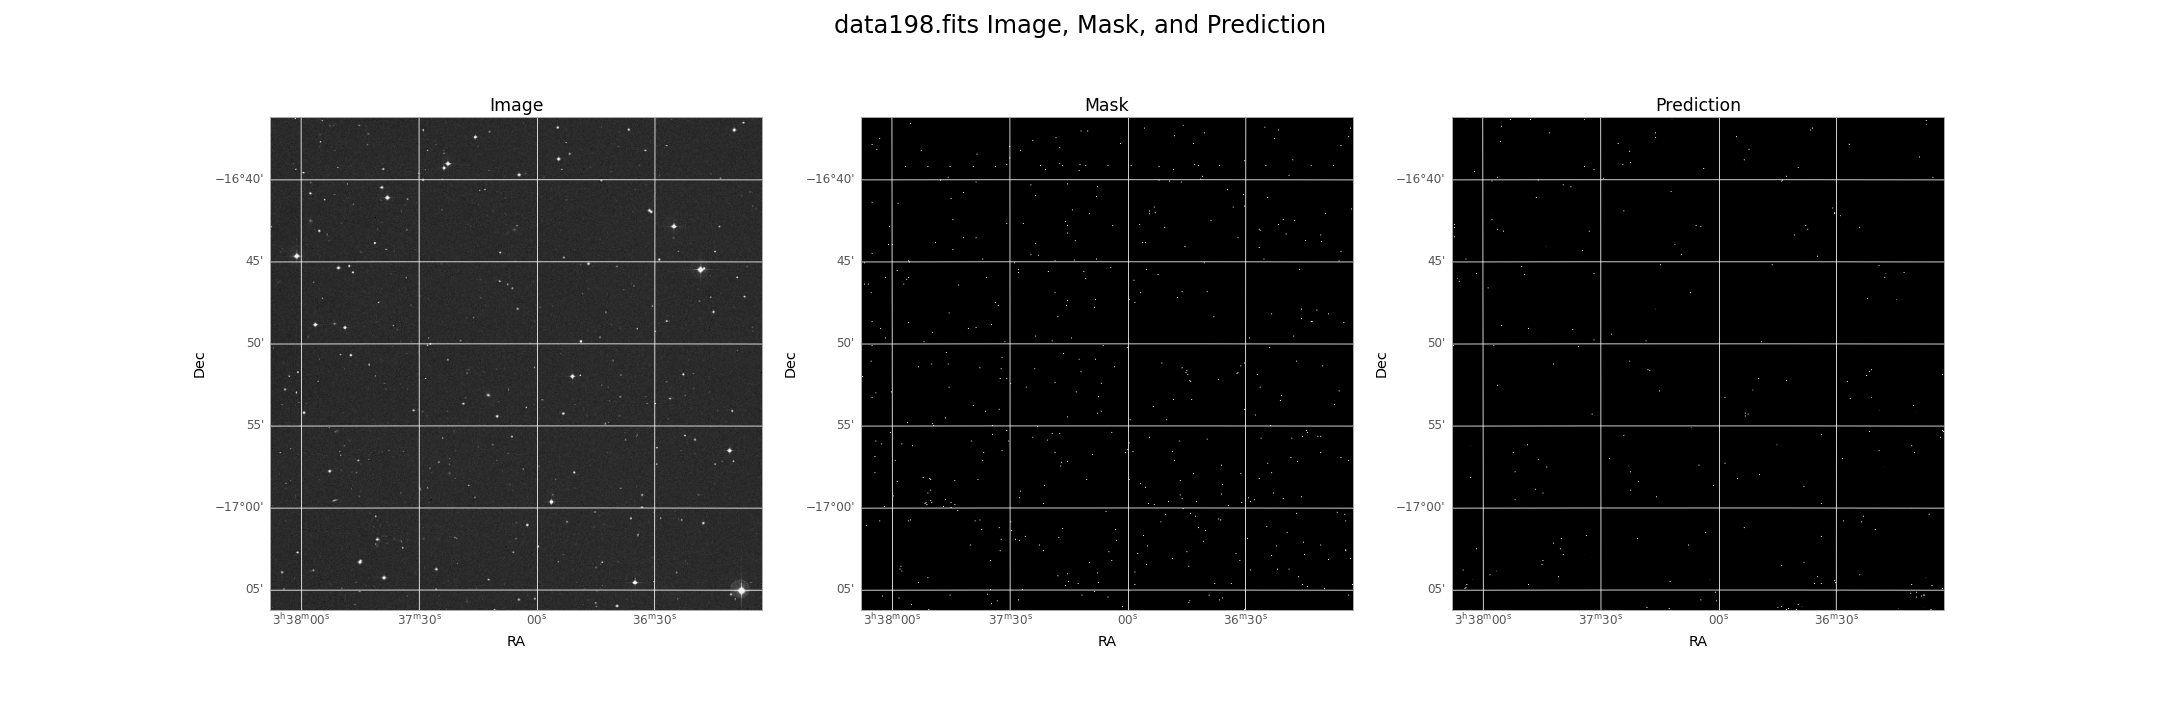 data198.fits Image, Mask, and Prediction
Image
Mask
Prediction
−16°40'
45'
50'
55'
−17°00'
05'
Dec
3ʰ38ᵐ00ˢ
37ᵐ30ˢ
00ˢ
36ᵐ30ˢ
RA
−16°40'
45'
50'
55'
−17°00'
05'
Dec
3ʰ38ᵐ00ˢ
37ᵐ30ˢ
00ˢ
36ᵐ30ˢ
RA
−16°40'
45'
50'
55'
−17°00'
05'
Dec
3ʰ38ᵐ00ˢ
37ᵐ30ˢ
00ˢ
36ᵐ30ˢ
RA